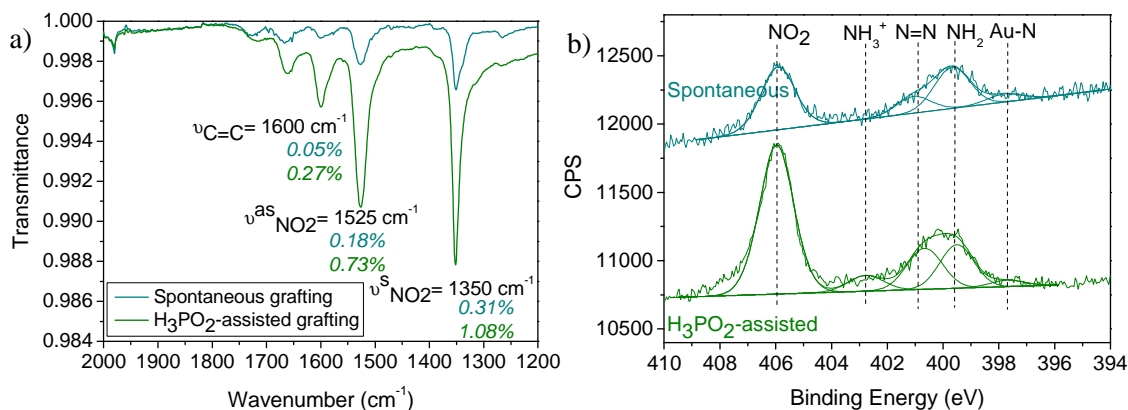 a)
1.000
0.998
0.996
0.994
0.992
0.990
0.988
0.986
0.984
Transmittance
υC=C= 1600 cm⁻¹
0.05%
0.27%
υᵃˢNO2= 1525 cm⁻¹
0.18%
0.73%
υˢNO2= 1350 cm⁻¹
0.31%
1.08%
Spontaneous grafting
H₃PO₂-assisted grafting
2000 1900 1800 1700 1600 1500 1400 1300 1200
Wavenumber (cm⁻¹)
b)
NO₂ NH₃⁺ N=N NH₂ Au-N
12500
12000
11500
11000
10500
CPS
Spontaneous
H₃PO₂-assisted
410 408 406 404 402 400 398 396 394
Binding Energy (eV)